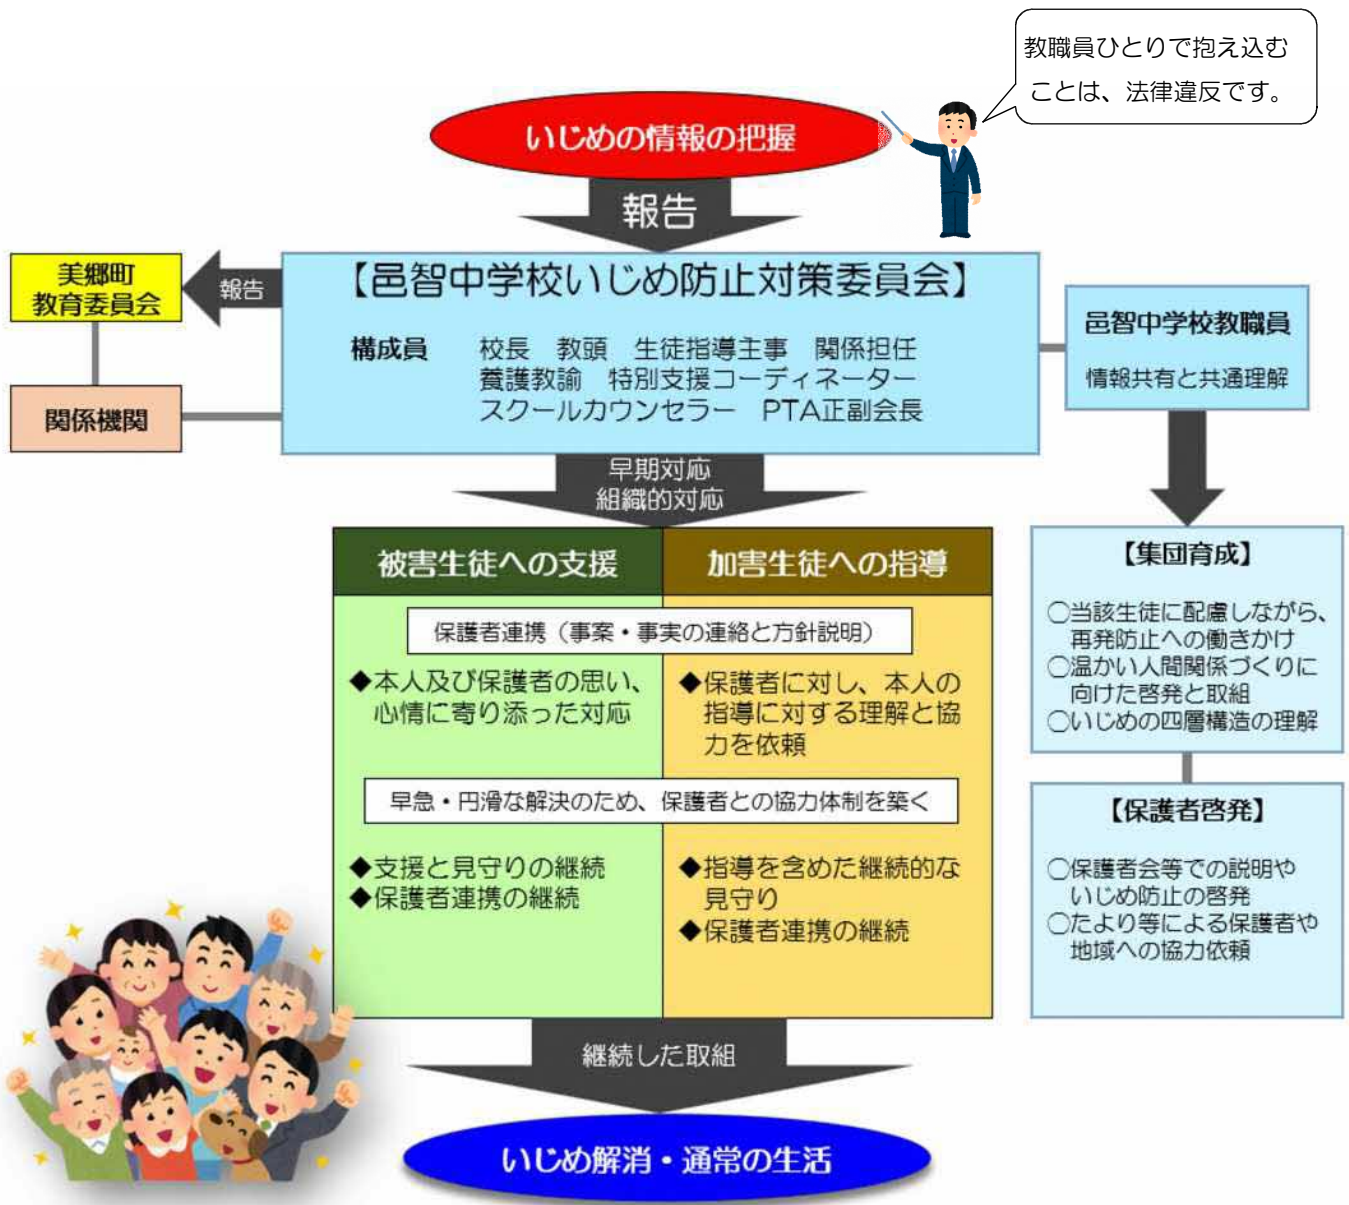 教職員ひとりで抱え込む
ことは、法律違反です。
いじめの情報の把握
報告
美郷町
教育委員会
報告
関係機関
【邑智中学校いじめ防止対策委員会】
構成員 校長 教頭 生徒指導主事 関係担任
養護教諭 特別支援コーディネーター
スクールカウンセラー PTA正副会長
邑智中学校教職員
情報共有と共通理解
早期対応
組織的対応
被害生徒への支援
加害生徒への指導
保護者連携（事案・事実の連絡と方針説明）
◆本人及び保護者の思い、
心情に寄り添った対応
◆保護者に対し、本人の
指導に対する理解と協
力を依頼
早急・円滑な解決のため、保護者との協力体制を築く
◆支援と見守りの継続
◆保護者連携の継続
◆指導を含めた継続的な
見守り
◆保護者連携の継続
【集団育成】
○当該生徒に配慮しながら、
再発防止への働きかけ
○温かい人間関係づくりに
向けた啓発と取組
○いじめの四層構造の理解
【保護者啓発】
○保護者会等での説明や
いじめ防止の啓発
○たより等による保護者や
地域への協力依頼
継続した取組
いじめ解消・通常の生活